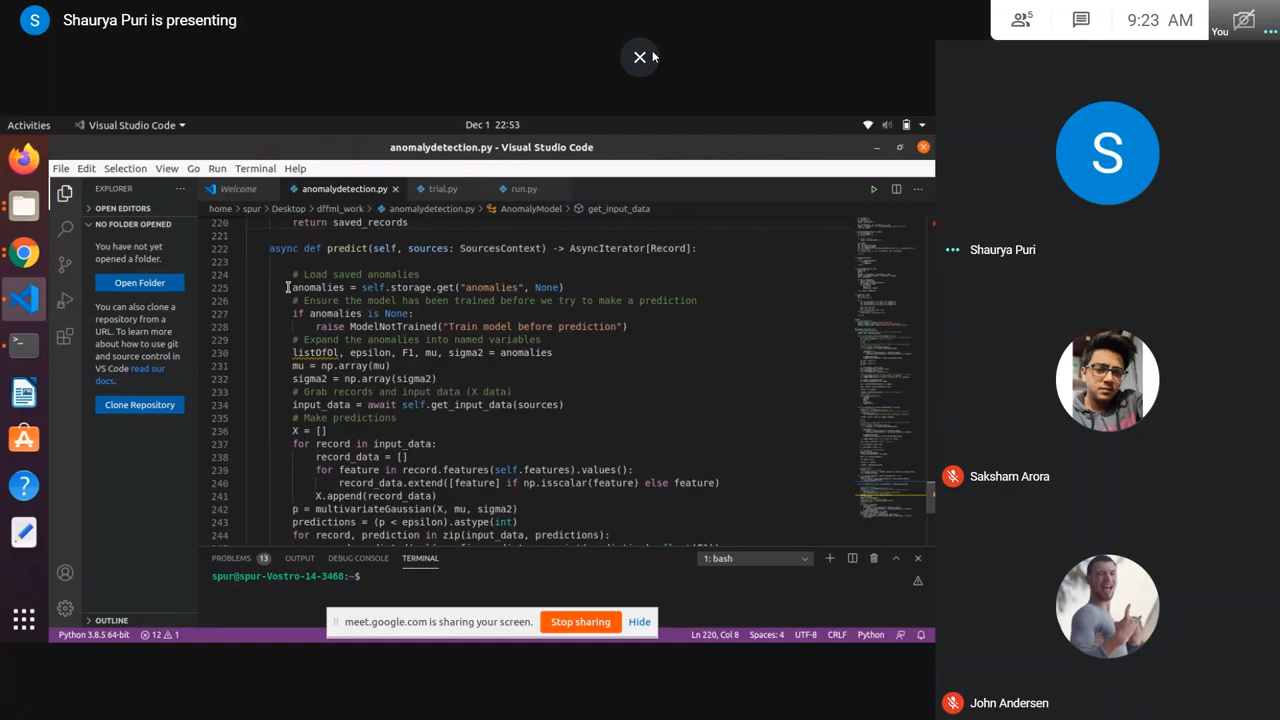 S
Shaurya Puri is presenting
5
9:23 AM
You
Activities
Visual Studio Code
Dec 1 22:53
anomalydetection.py - Visual Studio Code
File Edit Selection View Go Run Terminal Help
EXPLORER
Welcome
anomalydetection.py
trial.py
run.py
OPEN EDITORS
home > spur > Desktop > dffml_work > anomalydetection.py > AnomalyModel > get_input_data
NO FOLDER OPENED
You have not yet
opened a folder.
Open Folder
You can also clone a
repository from a
URL. To learn more
about how to use git
and source control in
VS Code read our
docs.
Clone Repository
OUTLINE
220 return saved_records
221
222 async def predict(self, sources: SourcesContext) -> AsyncIterator[Record]:
223
224 # Load saved anomalies
225 anomalies = self.storage.get("anomalies", None)
226 # Ensure the model has been trained before we try to make a prediction
227 if anomalies is None:
228 raise ModelNotTrained("Train model before prediction")
229 # Expand the anomalies into named variables
230 listOfOl, epsilon, F1, mu, sigma2 = anomalies
231 mu = np.array(mu)
232 sigma2 = np.array(sigma2)
233 # Grab records and input data (X data)
234 input_data = await self.get_input_data(sources)
235 # Make predictions
236 X = []
237 for record in input_data:
238 record_data = []
239 for feature in record.features(self.features).values():
240 record_data.extend([feature] if np.isscalar(feature) else feature)
241 X.append(record_data)
242 p = multivariateGaussian(X, mu, sigma2)
243 predictions = (p < epsilon).astype(int)
244 for record, prediction in zip(input_data, predictions):
PROBLEMS 13 OUTPUT DEBUG CONSOLE TERMINAL
1: bash
spur@spur-Vostro-14-3468:~$
meet.google.com is sharing your screen.
Stop sharing
Hide
Python 3.8.5 64-bit
12 1
Ln 220, Col 8 Spaces: 4 UTF-8 CRLF Python
S
Shaurya Puri
Saksham Arora
John Andersen